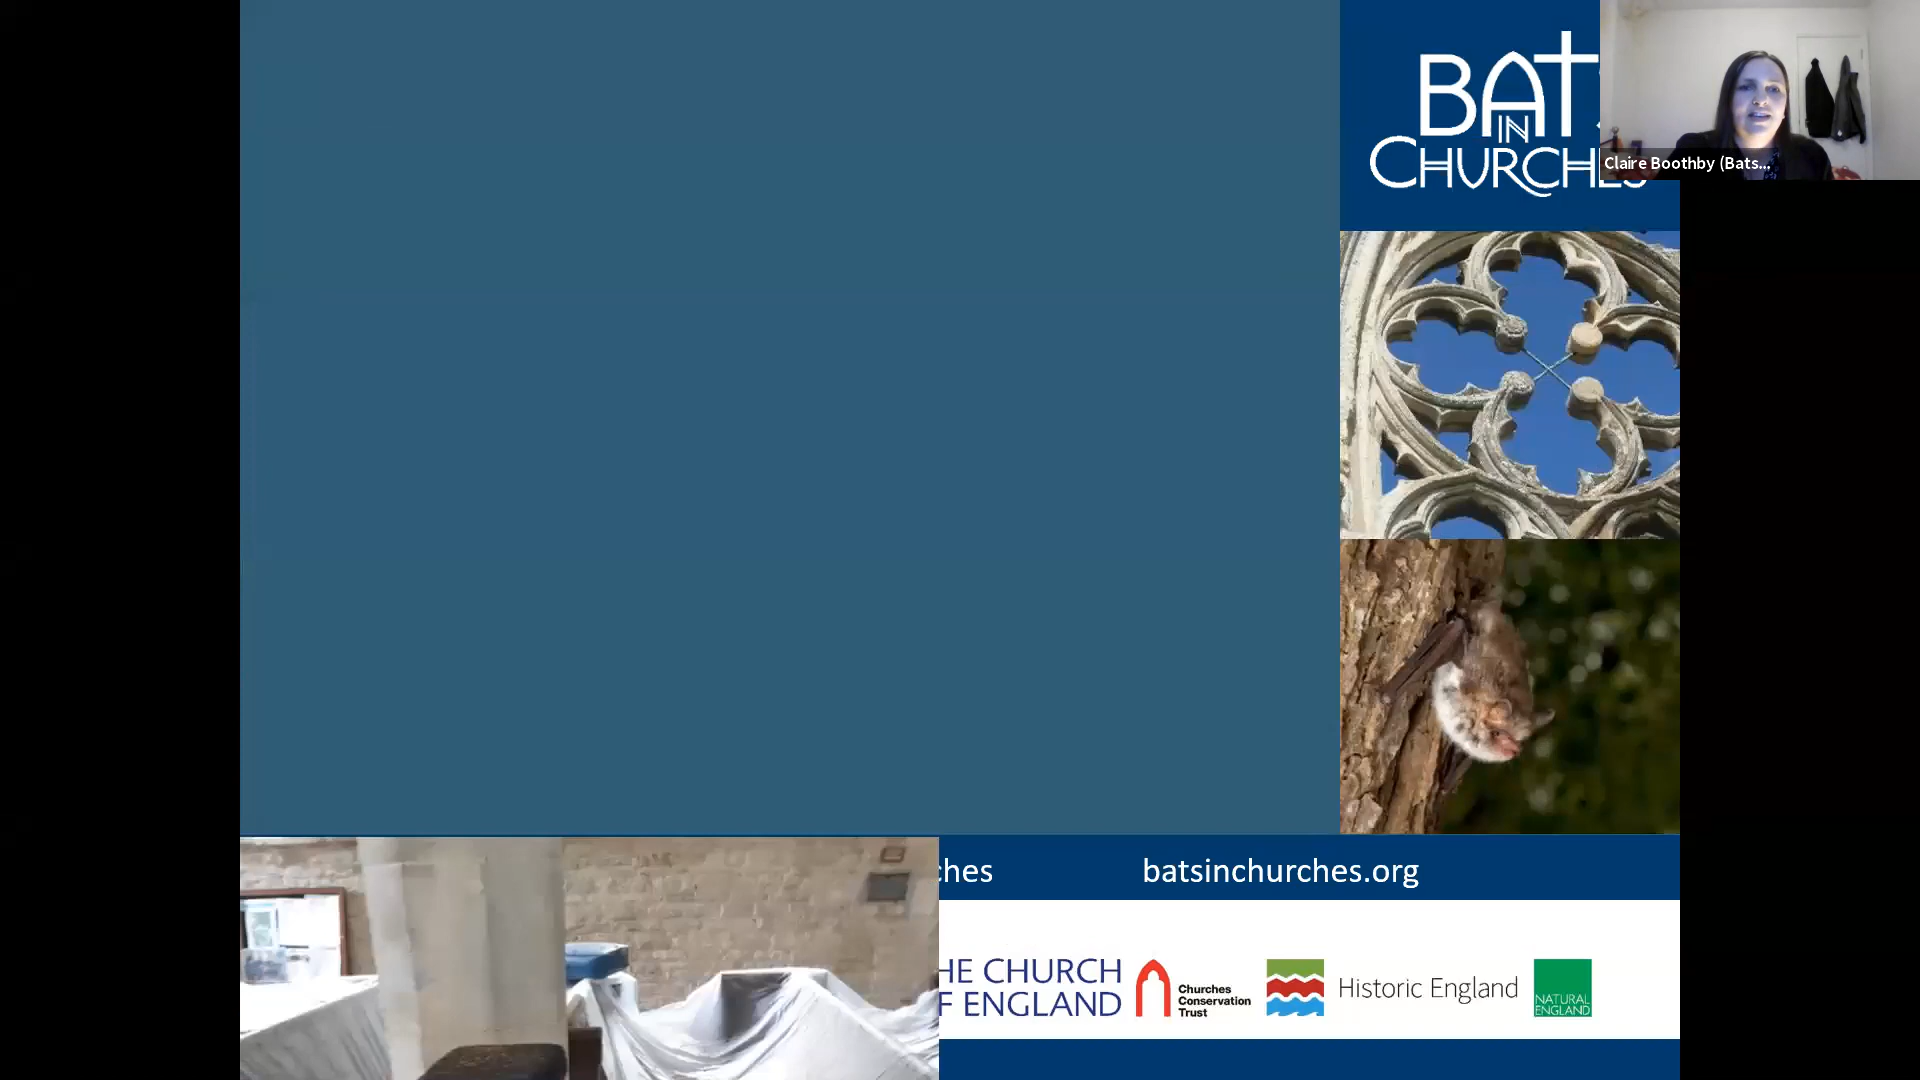 BATS
IN
CHURCHES
Claire Boothby (Bats...
ches
batsinchurches.org
HE CHURCH
F ENGLAND
Churches
Conservation
Trust
Historic England
NATURAL
ENGLAND